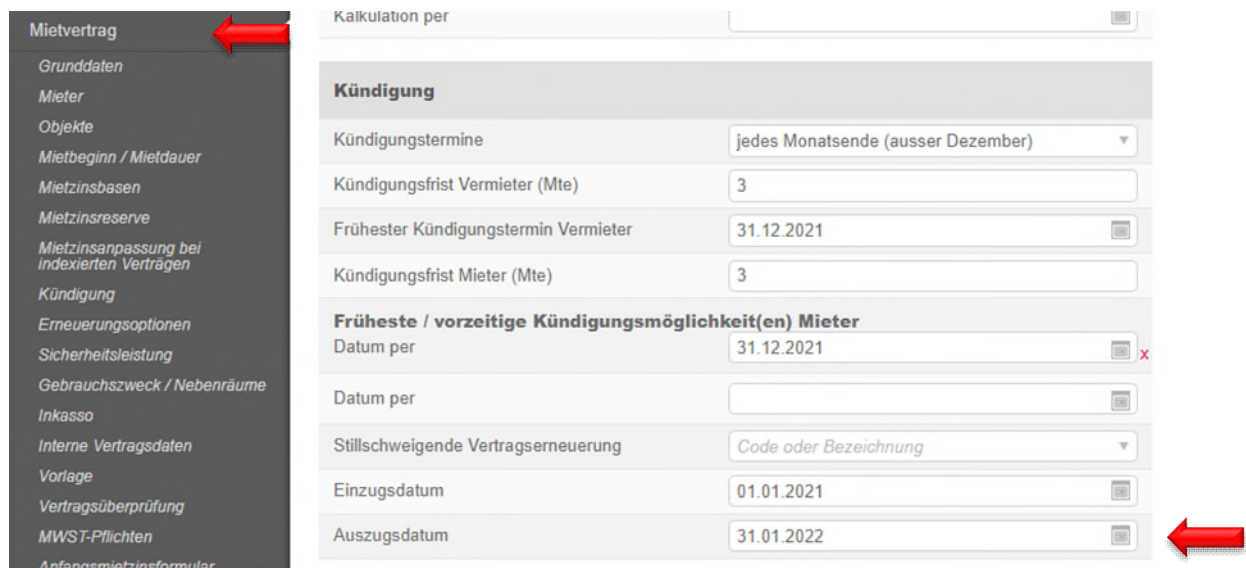 Mietvertrag
Grunddaten
Mieter
Objekte
Mietbeginn / Mietdauer
Mietzinsbasen
Mietzinsreserve
Mietzinsanpassung bei
indexierten Verträgen
Kündigung
Erneuerungsoptionen
Sicherheitsleistung
Gebrauchszweck / Nebenräume
Inkasso
Interne Vertragsdaten
Vorlage
Vertragsüberprüfung
MWST-Pflichten
Anfangsmietzinsformular
Kalkulation per
Kündigung
Kündigungstermine jedes Monatsende (ausser Dezember)
Kündigungsfrist Vermieter (Mte) 3
Frühester Kündigungstermin Vermieter 31.12.2021
Kündigungsfrist Mieter (Mte) 3
Früheste / vorzeitige Kündigungsmöglichkeit(en) Mieter
Datum per 31.12.2021 x
Datum per
Stillschweigende Vertragserneuerung Code oder Bezeichnung
Einzugsdatum 01.01.2021
Auszugsdatum 31.01.2022